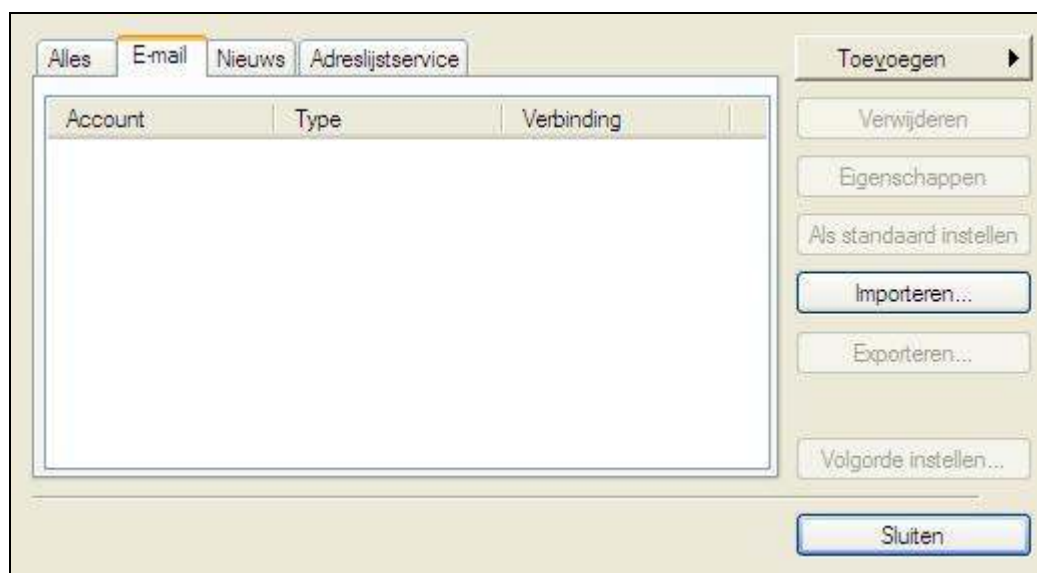 Alles E-mail Nieuws Adreslijstservice
Account Type Verbinding
Toevoegen
Verwijderen
Eigenschappen
Als standaard instellen
Importeren...
Exporteren...
Volgorde instellen...
Sluiten